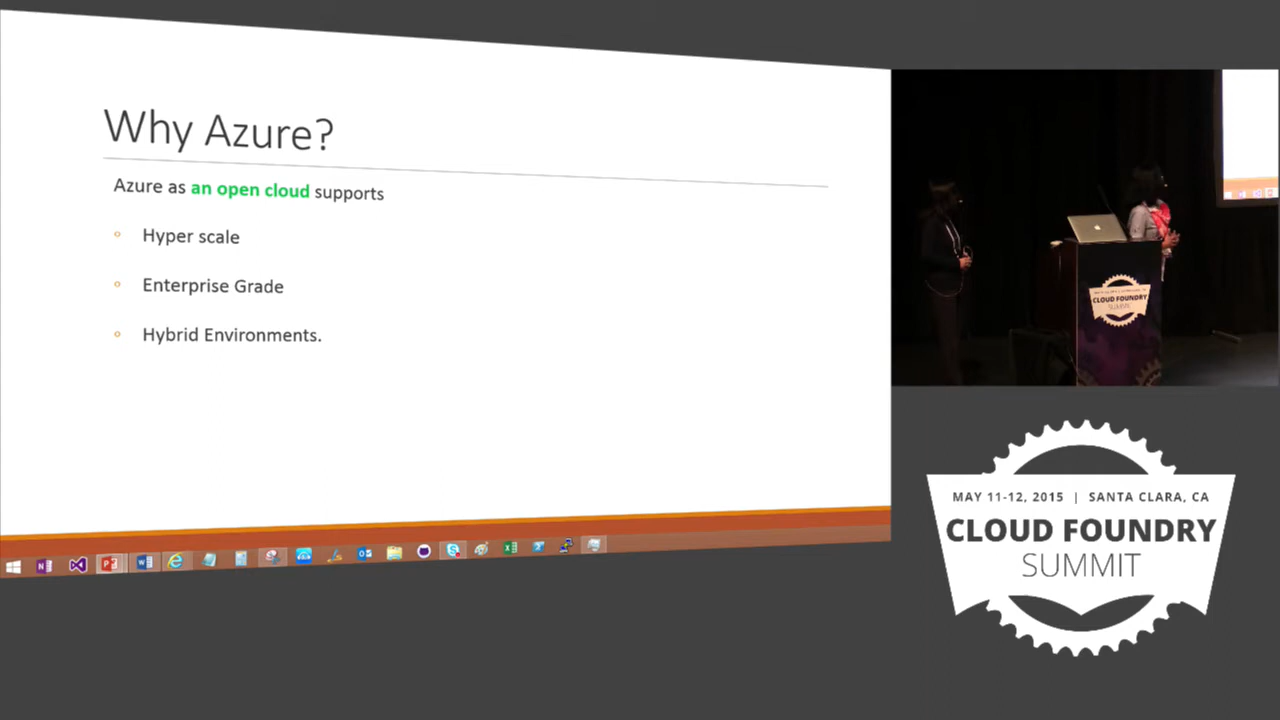 Why Azure?
Azure as an open cloud supports
Hyper scale
Enterprise Grade
Hybrid Environments.
CLOUD FOUNDRY
SUMMIT
MAY 11-12, 2015 | SANTA CLARA, CA
CLOUD FOUNDRY
SUMMIT